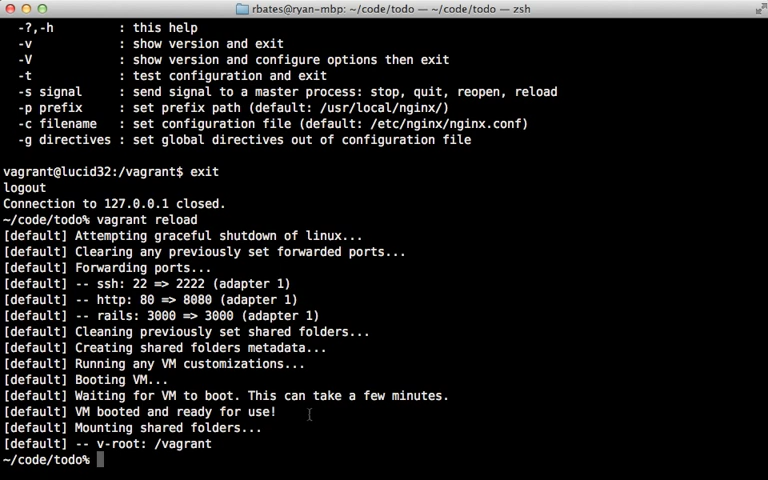 rbates@ryan-mbp: ~/code/todo — ~/code/todo — zsh
-?,-h : this help
-v : show version and exit
-V : show version and configure options then exit
-t : test configuration and exit
-s signal : send signal to a master process: stop, quit, reopen, reload
-p prefix : set prefix path (default: /usr/local/nginx/)
-c filename : set configuration file (default: /etc/nginx/nginx.conf)
-g directives : set global directives out of configuration file
vagrant@lucid32:/vagrant$ exit
logout
Connection to 127.0.0.1 closed.
~/code/todo% vagrant reload
[default] Attempting graceful shutdown of linux...
[default] Clearing any previously set forwarded ports...
[default] Forwarding ports...
[default] -- ssh: 22 => 2222 (adapter 1)
[default] -- http: 80 => 8080 (adapter 1)
[default] -- rails: 3000 => 3000 (adapter 1)
[default] Cleaning previously set shared folders...
[default] Creating shared folders metadata...
[default] Running any VM customizations...
[default] Booting VM...
[default] Waiting for VM to boot. This can take a few minutes.
[default] VM booted and ready for use!
[default] Mounting shared folders...
[default] -- v-root: /vagrant
~/code/todo%